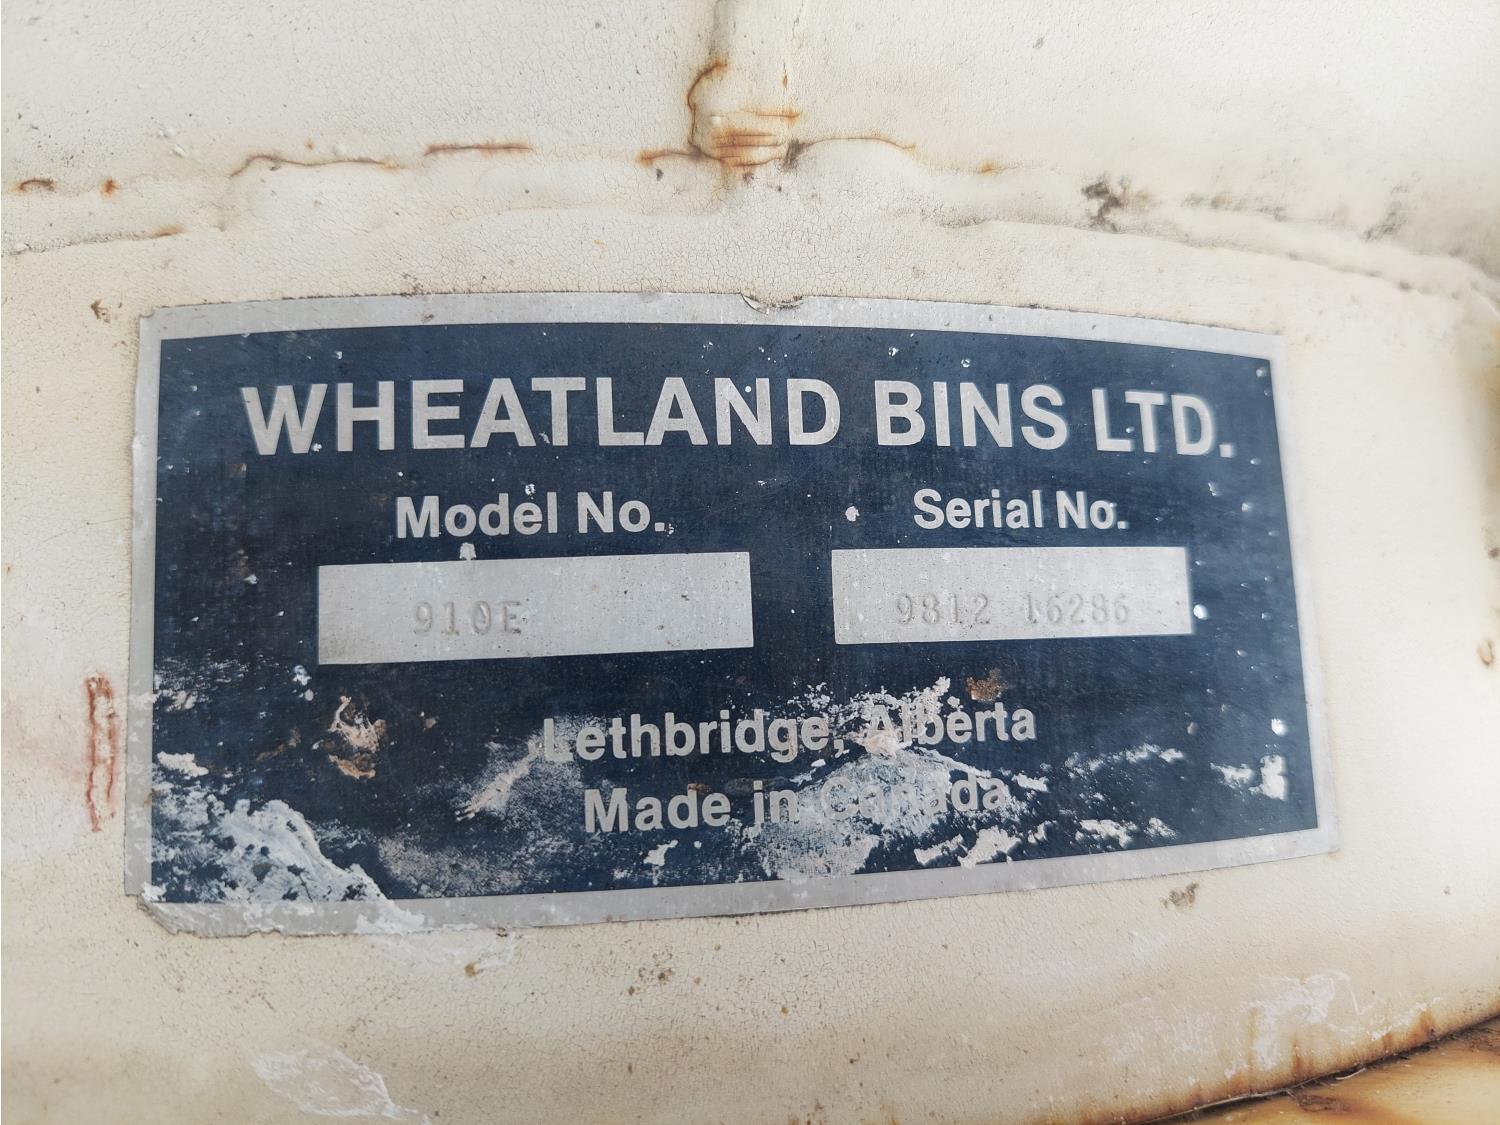 WHEATLAND BINS LTD.
Model No. Serial No.
910E 9812 16286
Lethbridge, Alberta
Made in Canada